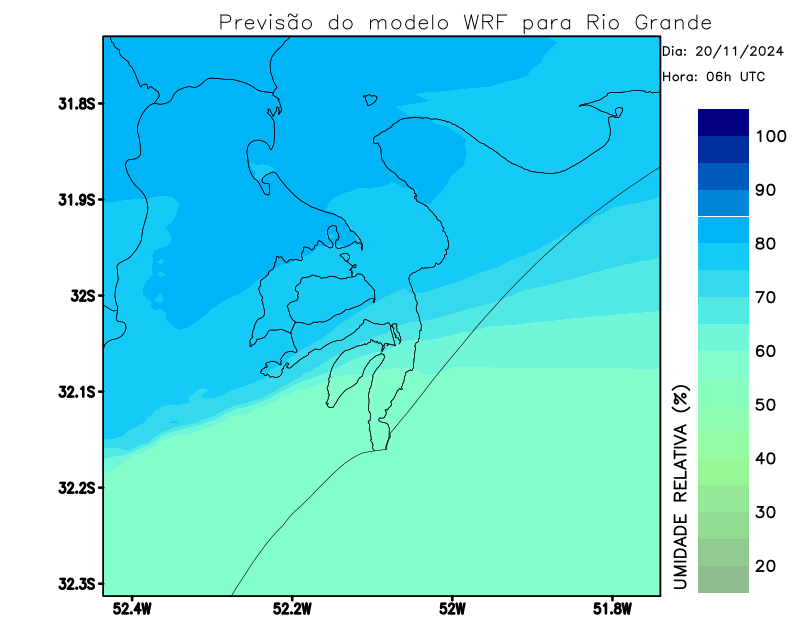 Previsão do modelo WRF para Rio Grande
Dia: 20/11/2024
Hora: 06h UTC
31.8S
31.9S
32S
32.1S
32.2S
32.3S
52.4W
52.2W
52W
51.8W
UMIDADE RELATIVA (%)
100
90
80
70
60
50
40
30
20